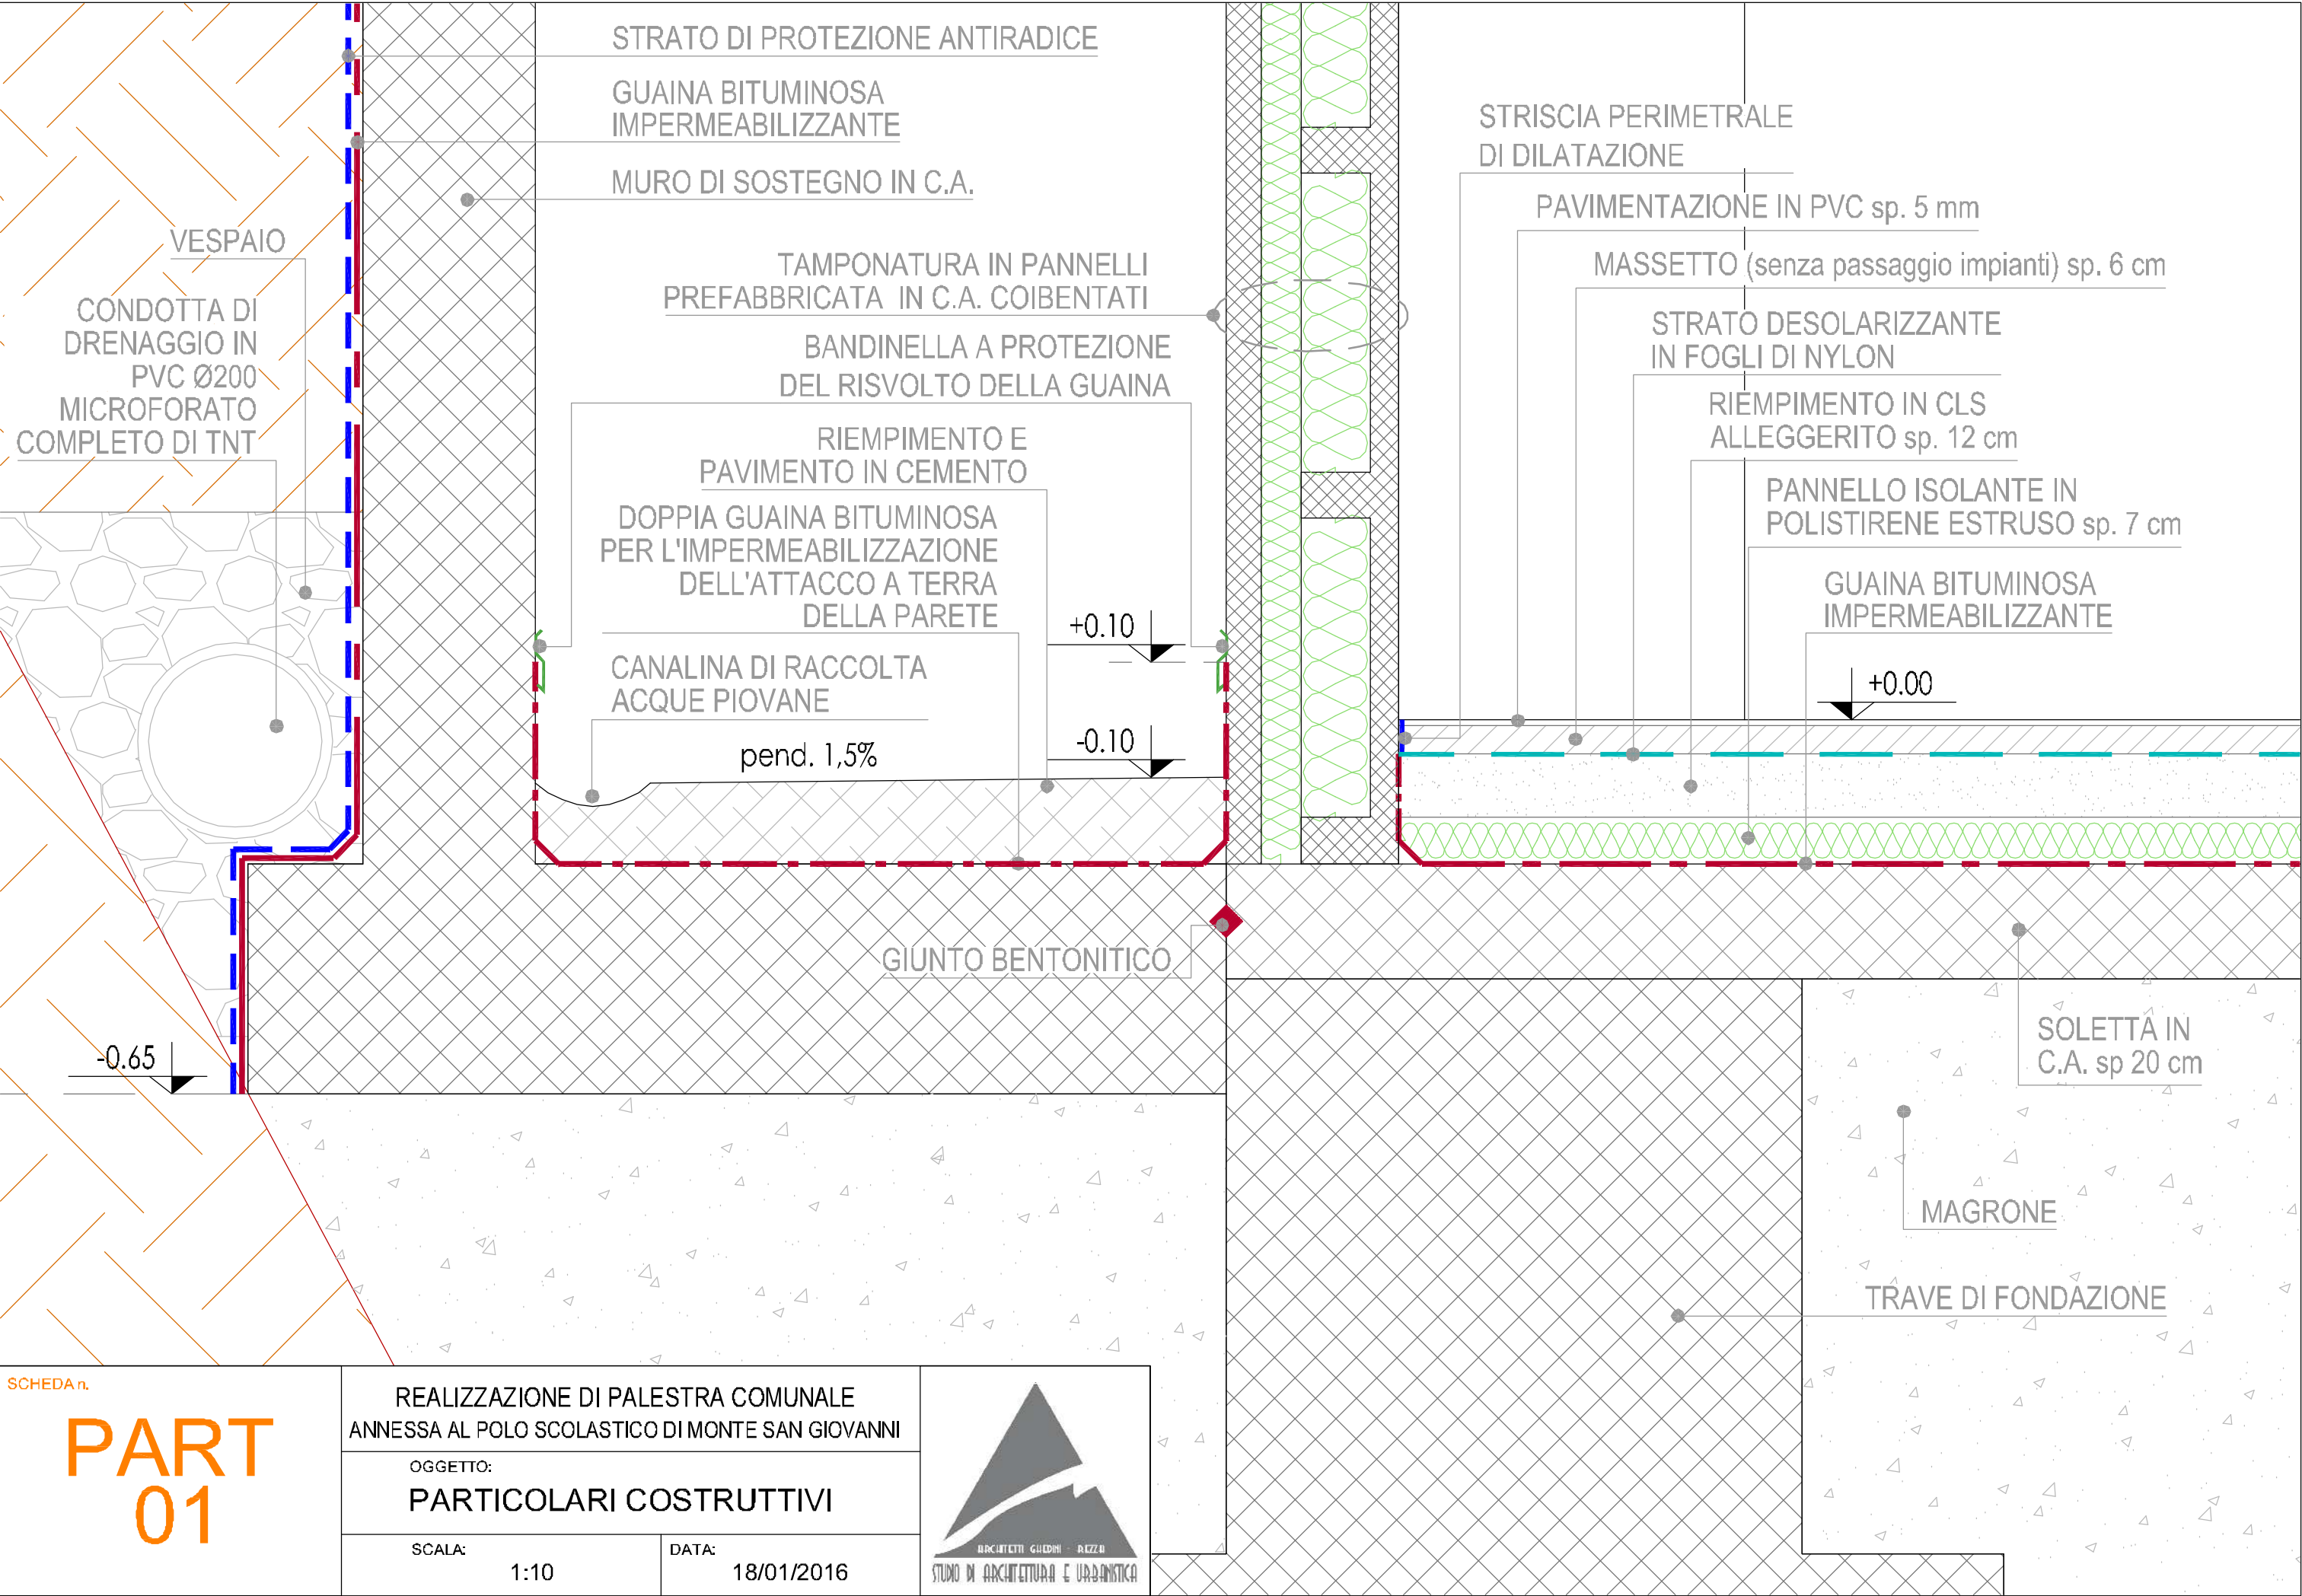 STRATO DI PROTEZIONE ANTIRADICE
GUAINA BITUMINOSA
IMPERMEABILIZZANTE
MURO DI SOSTEGNO IN C.A.
VESPAIO
CONDOTTA DI
DRENAGGIO IN
PVC Ø200
MICROFORATO
COMPLETO DI TNT
TAMPONATURA IN PANNELLI
PREFABBRICATA IN C.A. COIBENTATI
BANDINELLA A PROTEZIONE
DEL RISVOLTO DELLA GUAINA
RIEMPIMENTO E
PAVIMENTO IN CEMENTO
DOPPIA GUAINA BITUMINOSA
PER L'IMPERMEABILIZZAZIONE
DELL'ATTACCO A TERRA
DELLA PARETE
CANALINA DI RACCOLTA
ACQUE PIOVANE
pend. 1,5%
+0.10
-0.10
STRISCIA PERIMETRALE
DI DILATAZIONE
PAVIMENTAZIONE IN PVC sp. 5 mm
MASSETTO (senza passaggio impianti) sp. 6 cm
STRATO DESOLARIZZANTE
IN FOGLI DI NYLON
RIEMPIMENTO IN CLS
ALLEGGERITO sp. 12 cm
PANNELLO ISOLANTE IN
POLISTIRENE ESTRUSO sp. 7 cm
GUAINA BITUMINOSA
IMPERMEABILIZZANTE
+0.00
GIUNTO BENTONITICO
-0.65
SOLETTA IN
C.A. sp 20 cm
MAGRONE
TRAVE DI FONDAZIONE
SCHEDA n.
PART
01
REALIZZAZIONE DI PALESTRA COMUNALE
ANNESSA AL POLO SCOLASTICO DI MONTE SAN GIOVANNI
OGGETTO:
PARTICOLARI COSTRUTTIVI
SCALA:
1:10
DATA:
18/01/2016
ARCHITETTI GHEDINI - REZZA
STUDIO DI ARCHITETTURA E URBANISTICA